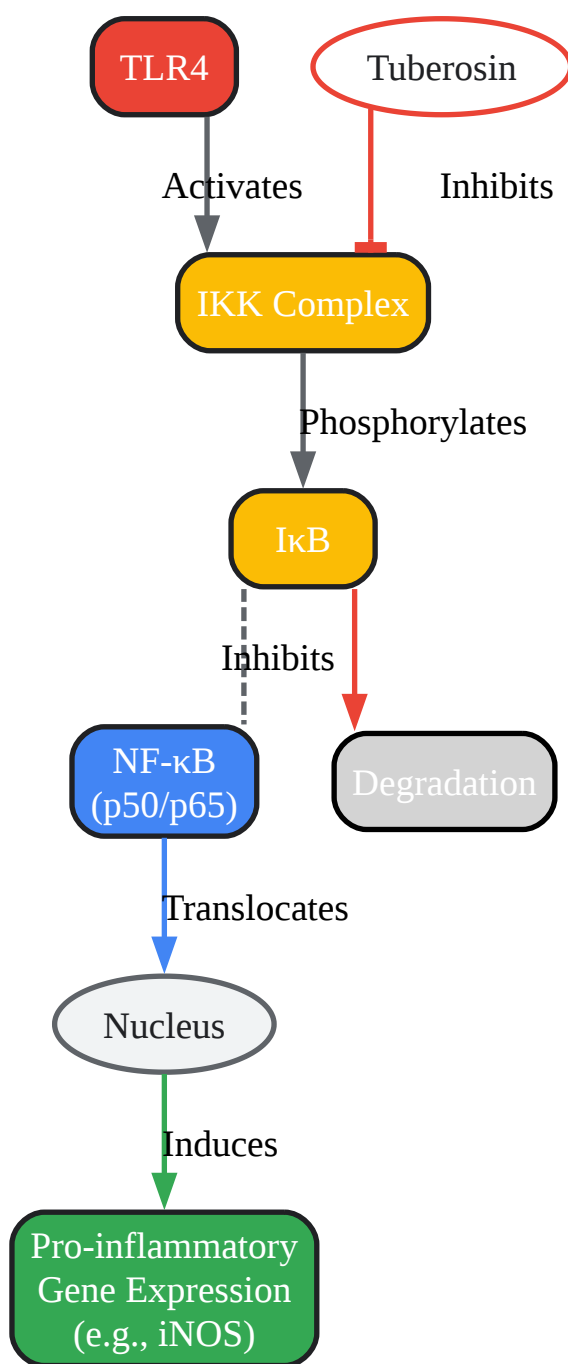 TLR4
Tuberosin
Activates
Inhibits
IKK Complex
Phosphorylates
IκB
Inhibits
NF-κB
(p50/p65)
Degradation
Translocates
Nucleus
Induces
Pro-inflammatory
Gene Expression
(e.g., iNOS)